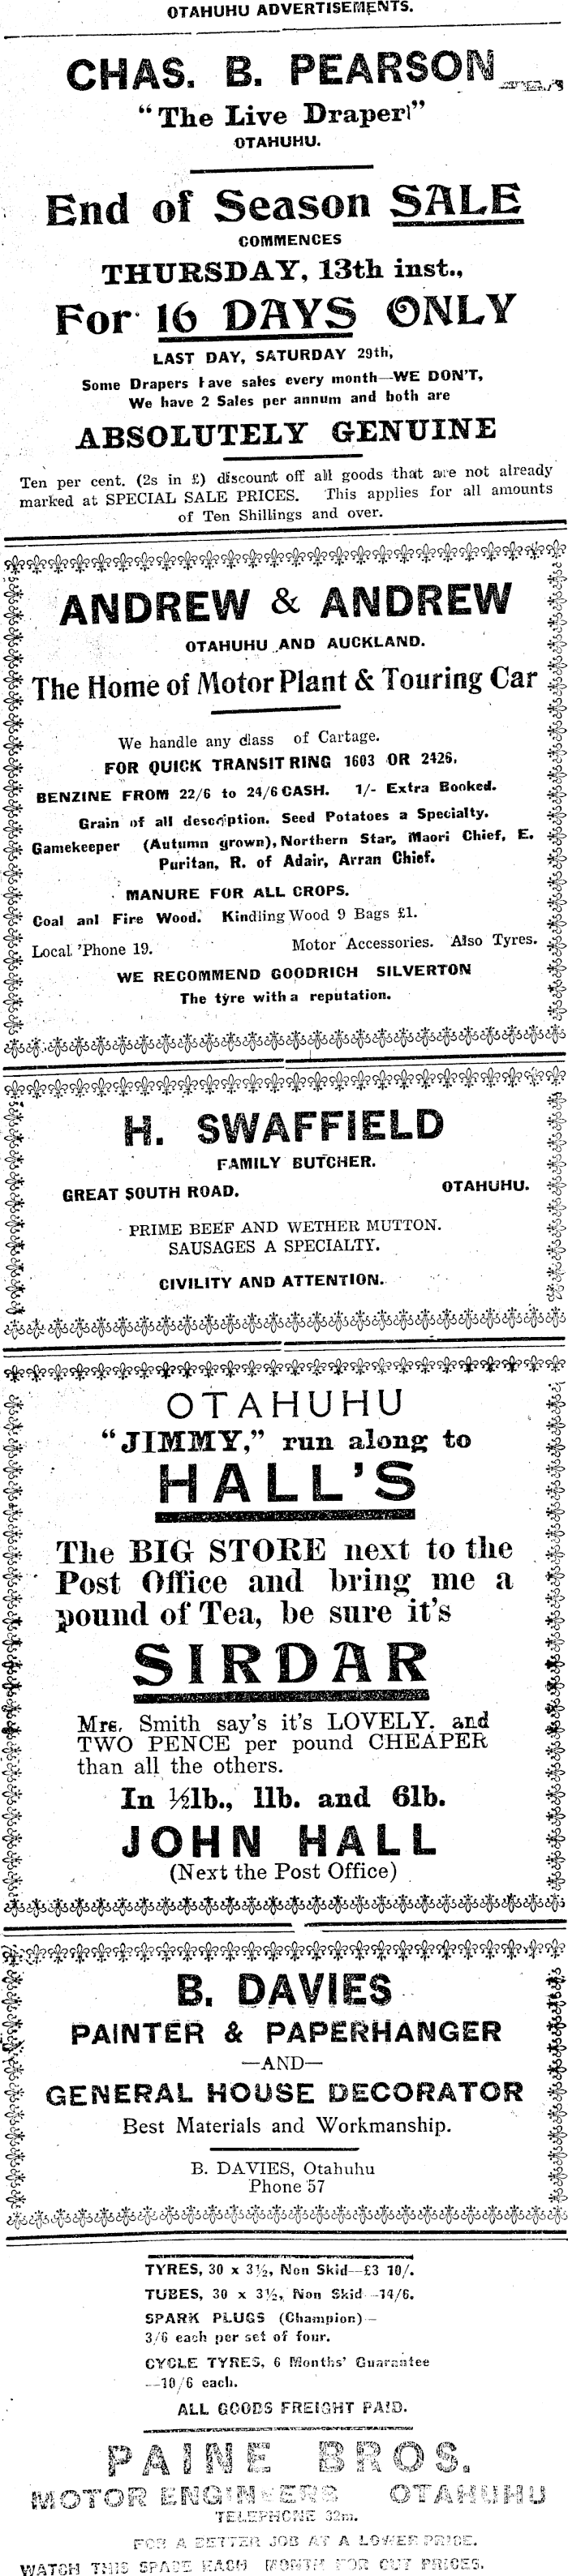 OTAHUHU ADVERTISEMENTS.
CHAS. B. PEARSON
"The Live Draper"
OTAHUHU.
End of Season SALE
COMMENCES
THURSDAY, 13th inst.,
For 16 DAYS ONLY
LAST DAY, SATURDAY 29th,
Some Drapers have sales every month—WE DON'T,
We have 2 Sales per annum and both are
ABSOLUTELY GENUINE
Ten per cent. (2s in £) discount off all goods that are not already
marked at SPECIAL SALE PRICES. This applies for all amounts
of Ten Shillings and over.
ANDREW & ANDREW
OTAHUHU AND AUCKLAND.
The Home of Motor Plant & Touring Car
We handle any class of Cartage.
FOR QUICK TRANSIT RING 1603 OR 2426.
BENZINE FROM 22/6 to 24/6 CASH. 1/- Extra Booked.
Grain of all description. Seed Potatoes a Specialty.
Gamekeeper (Autumn grown), Northern Star, Maori Chief, E.
Puritan, R. of Adair, Arran Chief.
MANURE FOR ALL CROPS.
Coal anl Fire Wood. Kindling Wood 9 Bags £1.
Local 'Phone 19. Motor Accessories. Also Tyres.
WE RECOMMEND GOODRICH SILVERTON
The tyre with a reputation.
H. SWAFFIELD
FAMILY BUTCHER.
GREAT SOUTH ROAD. OTAHUHU.
PRIME BEEF AND WETHER MUTTON.
SAUSAGES A SPECIALTY.
CIVILITY AND ATTENTION.
OTAHUHU
"JIMMY," run along to
HALL'S
The BIG STORE next to the
Post Office and bring me a
pound of Tea, be sure it's
SIRDAR
Mrs. Smith say's it's LOVELY. and
TWO PENCE per pound CHEAPER
than all the others.
In ½lb., 1lb. and 6lb.
JOHN HALL
(Next the Post Office)
B. DAVIES
PAINTER & PAPERHANGER
—AND—
GENERAL HOUSE DECORATOR
Best Materials and Workmanship.
B. DAVIES, Otahuhu
Phone 57
TYRES, 30 x 3½, Non Skid—£3 10/.
TUBES, 30 x 3½, Non Skid—14/6.
SPARK PLUGS (Champion)—
3/6 each per set of four.
CYCLE TYRES, 6 Months' Guarantee
—10/6 each.
ALL GOODS FREIGHT PAID.
PAINE BROS.
MOTOR ENGINEERS OTAHUHU
TELEPHONE 32m.
FOR A BETTER JOB AT A LOWER PRICE.
WATCH THIS SPACE EACH MONTH FOR CUT PRICES.